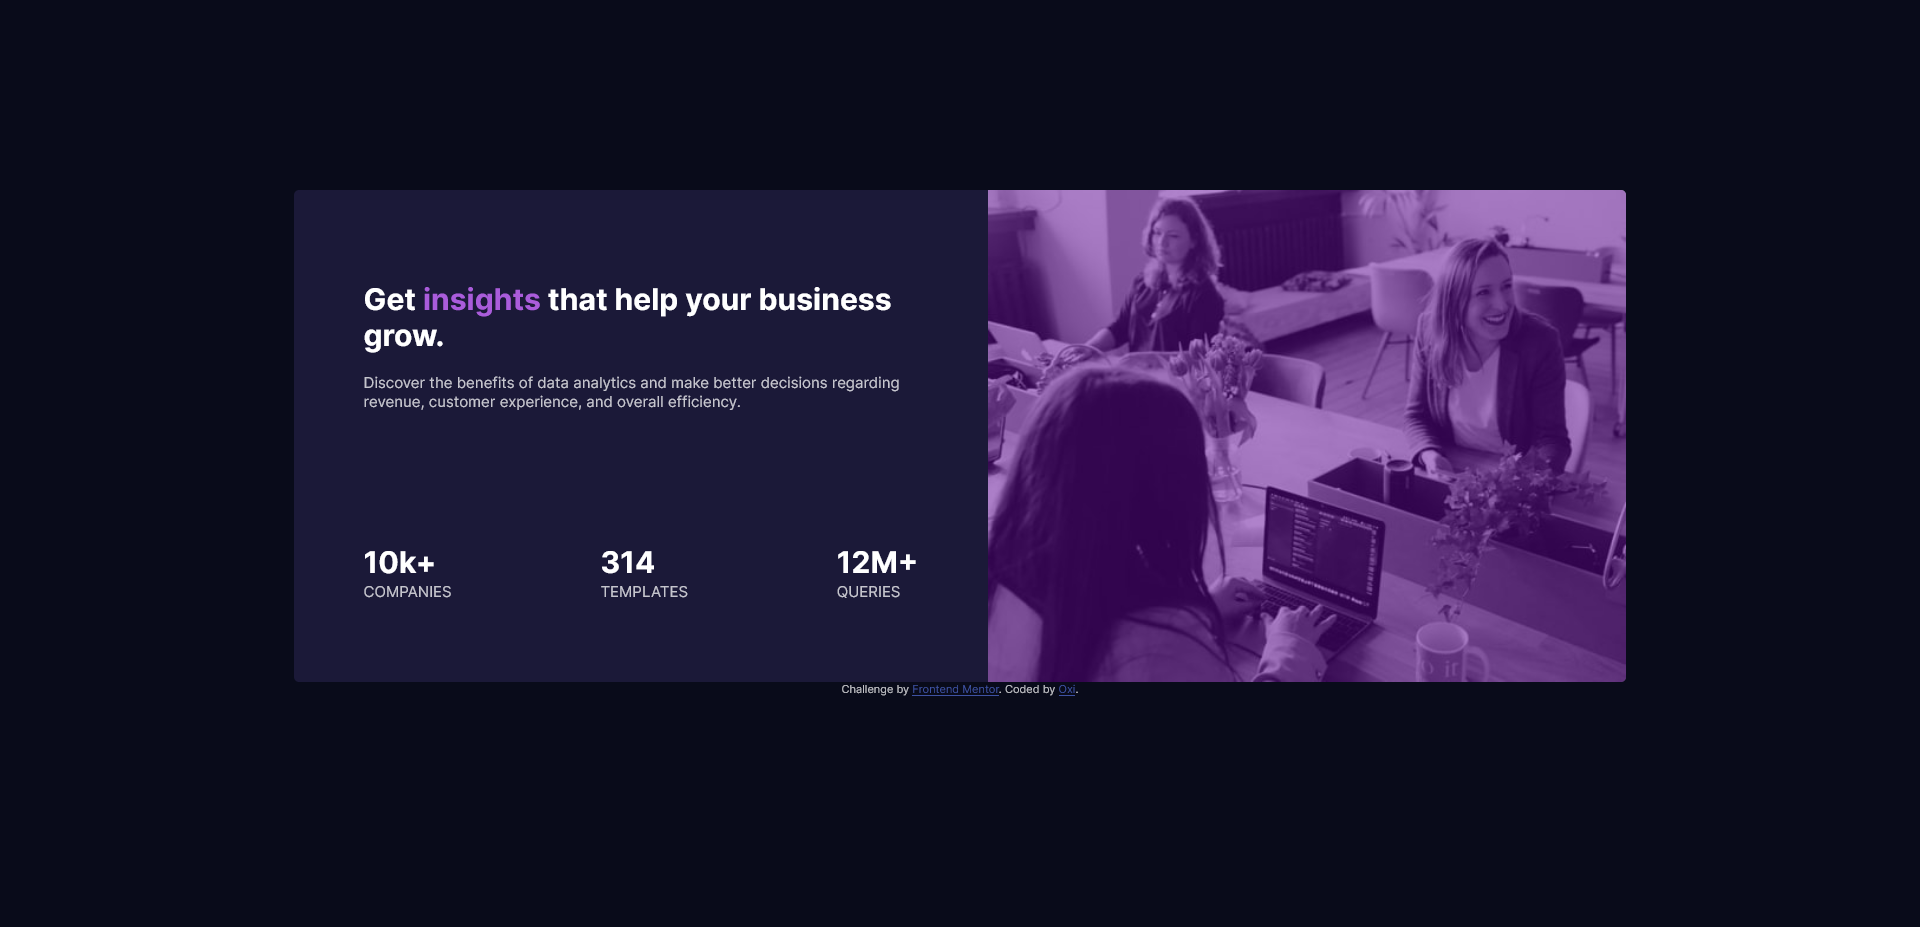 Get insights that help your business
grow.
Discover the benefits of data analytics and make better decisions regarding
revenue, customer experience, and overall efficiency.
10k+
COMPANIES
314
TEMPLATES
12M+
QUERIES
Challenge by Frontend Mentor. Coded by Oxi.